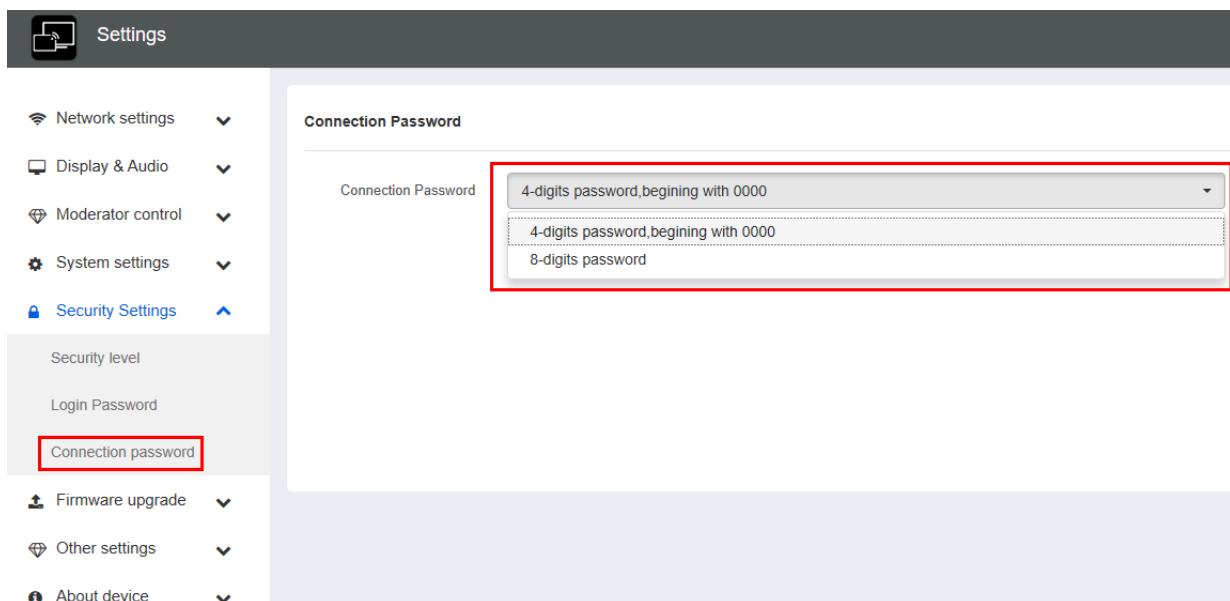 Settings
Network settings
Display & Audio
Moderator control
System settings
Security Settings
Security level
Login Password
Connection password
Firmware upgrade
Other settings
About device
Connection Password
Connection Password
4-digits password,begining with 0000
4-digits password,begining with 0000
8-digits password